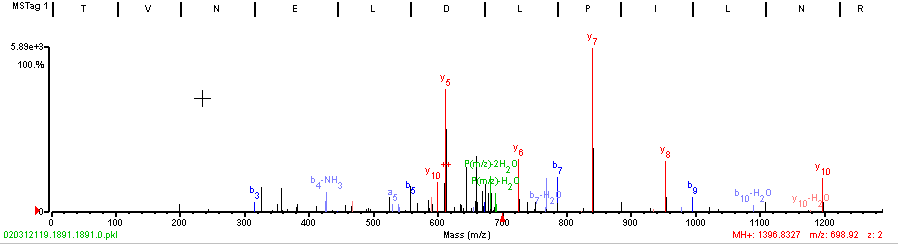 MSTag 1 T V N E L D L P I L N R
5.89e+3
100.%
0
y7
y5
y6
y8
y10
y10
++
P(m/z)-2H2O
P(m/z)-H2O
b3
b4-NH3
a5
b5
b7-H2O
b7
b9
b10-H2O
y10-H2O
0 100 200 300 400 500 600 700 800 900 1000 1100 1200
020312119.1891.1891.0.pkl Mass (m/z) MH+: 1396.8327 m/z: 698.92 z: 2